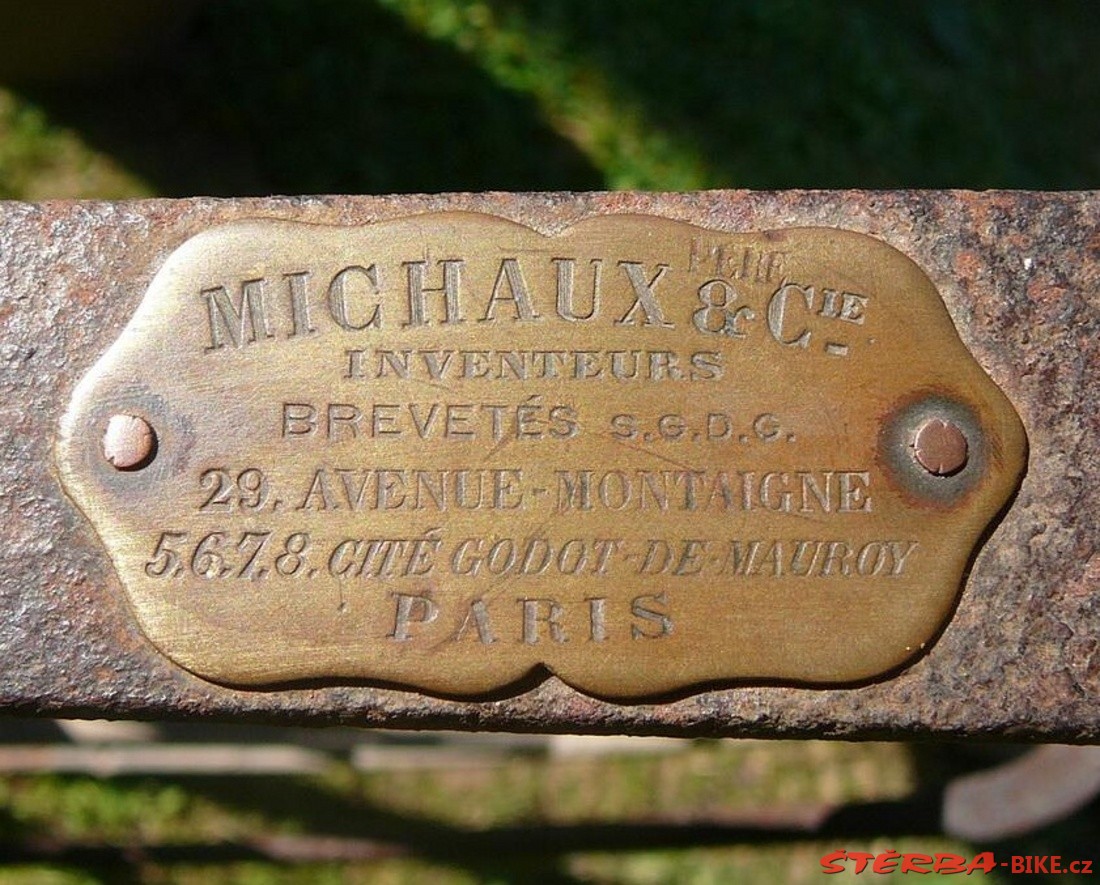 MICHAUX PERE & CIE
INVENTEURS
BREVETÉS S.G.D.G.
29. AVENUE-MONTAIGNE
5.6.7.8. CITÉ GODOT-DE-MAUROY
PARIS
ŠTĚRBA-BIKE.cz